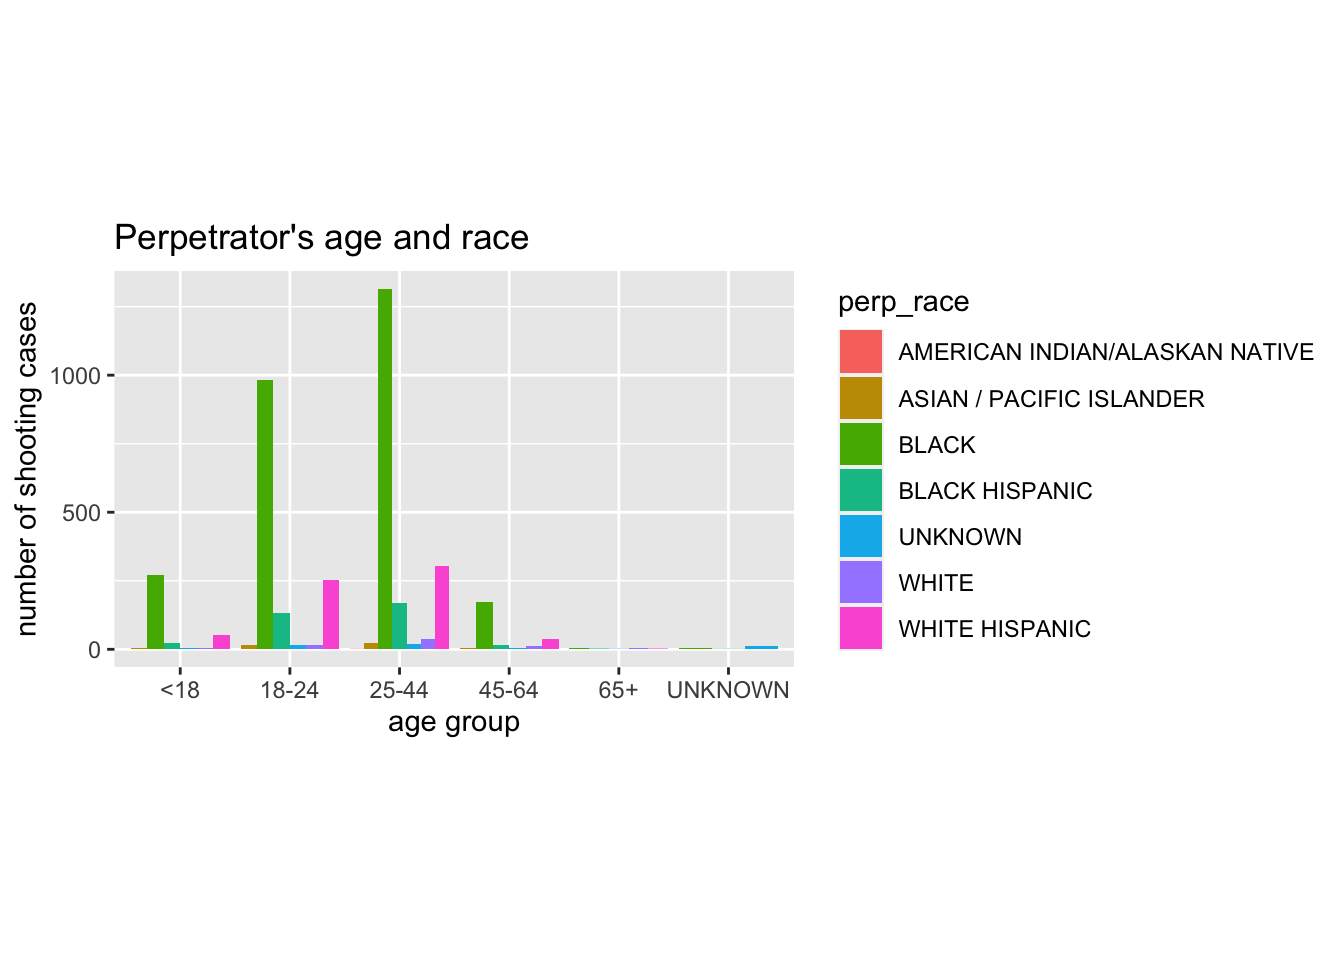 Perpetrator's age and race
number of shooting cases
1000
500
0
<18 18-24 25-44 45-64 65+ UNKNOWN
age group
perp_race
AMERICAN INDIAN/ALASKAN NATIVE
ASIAN / PACIFIC ISLANDER
BLACK
BLACK HISPANIC
UNKNOWN
WHITE
WHITE HISPANIC